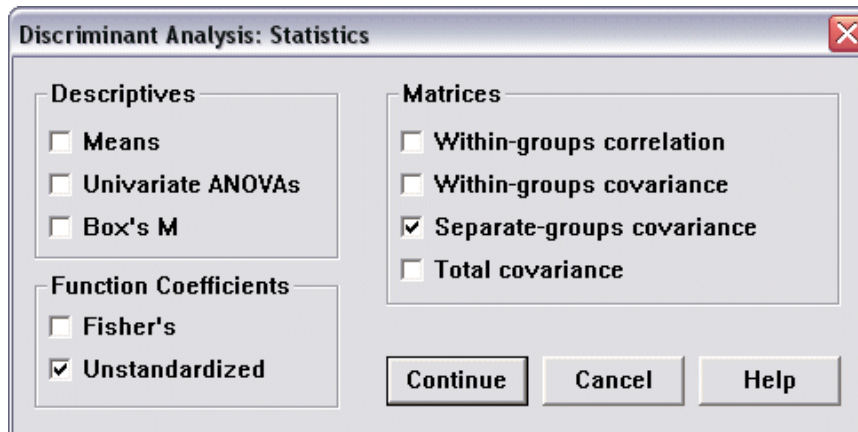 Discriminant Analysis: Statistics
Descriptives
Means
Univariate ANOVAs
Box's M
Function Coefficients
Fisher's
Unstandardized
Matrices
Within-groups correlation
Within-groups covariance
Separate-groups covariance
Total covariance
Continue
Cancel
Help